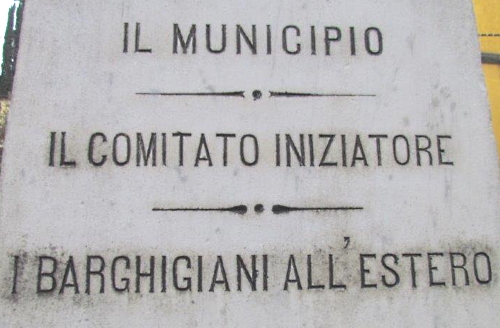 IL MUNICIPIO
IL COMITATO INIZIATORE
I BARGHIGIANI ALL'ESTERO